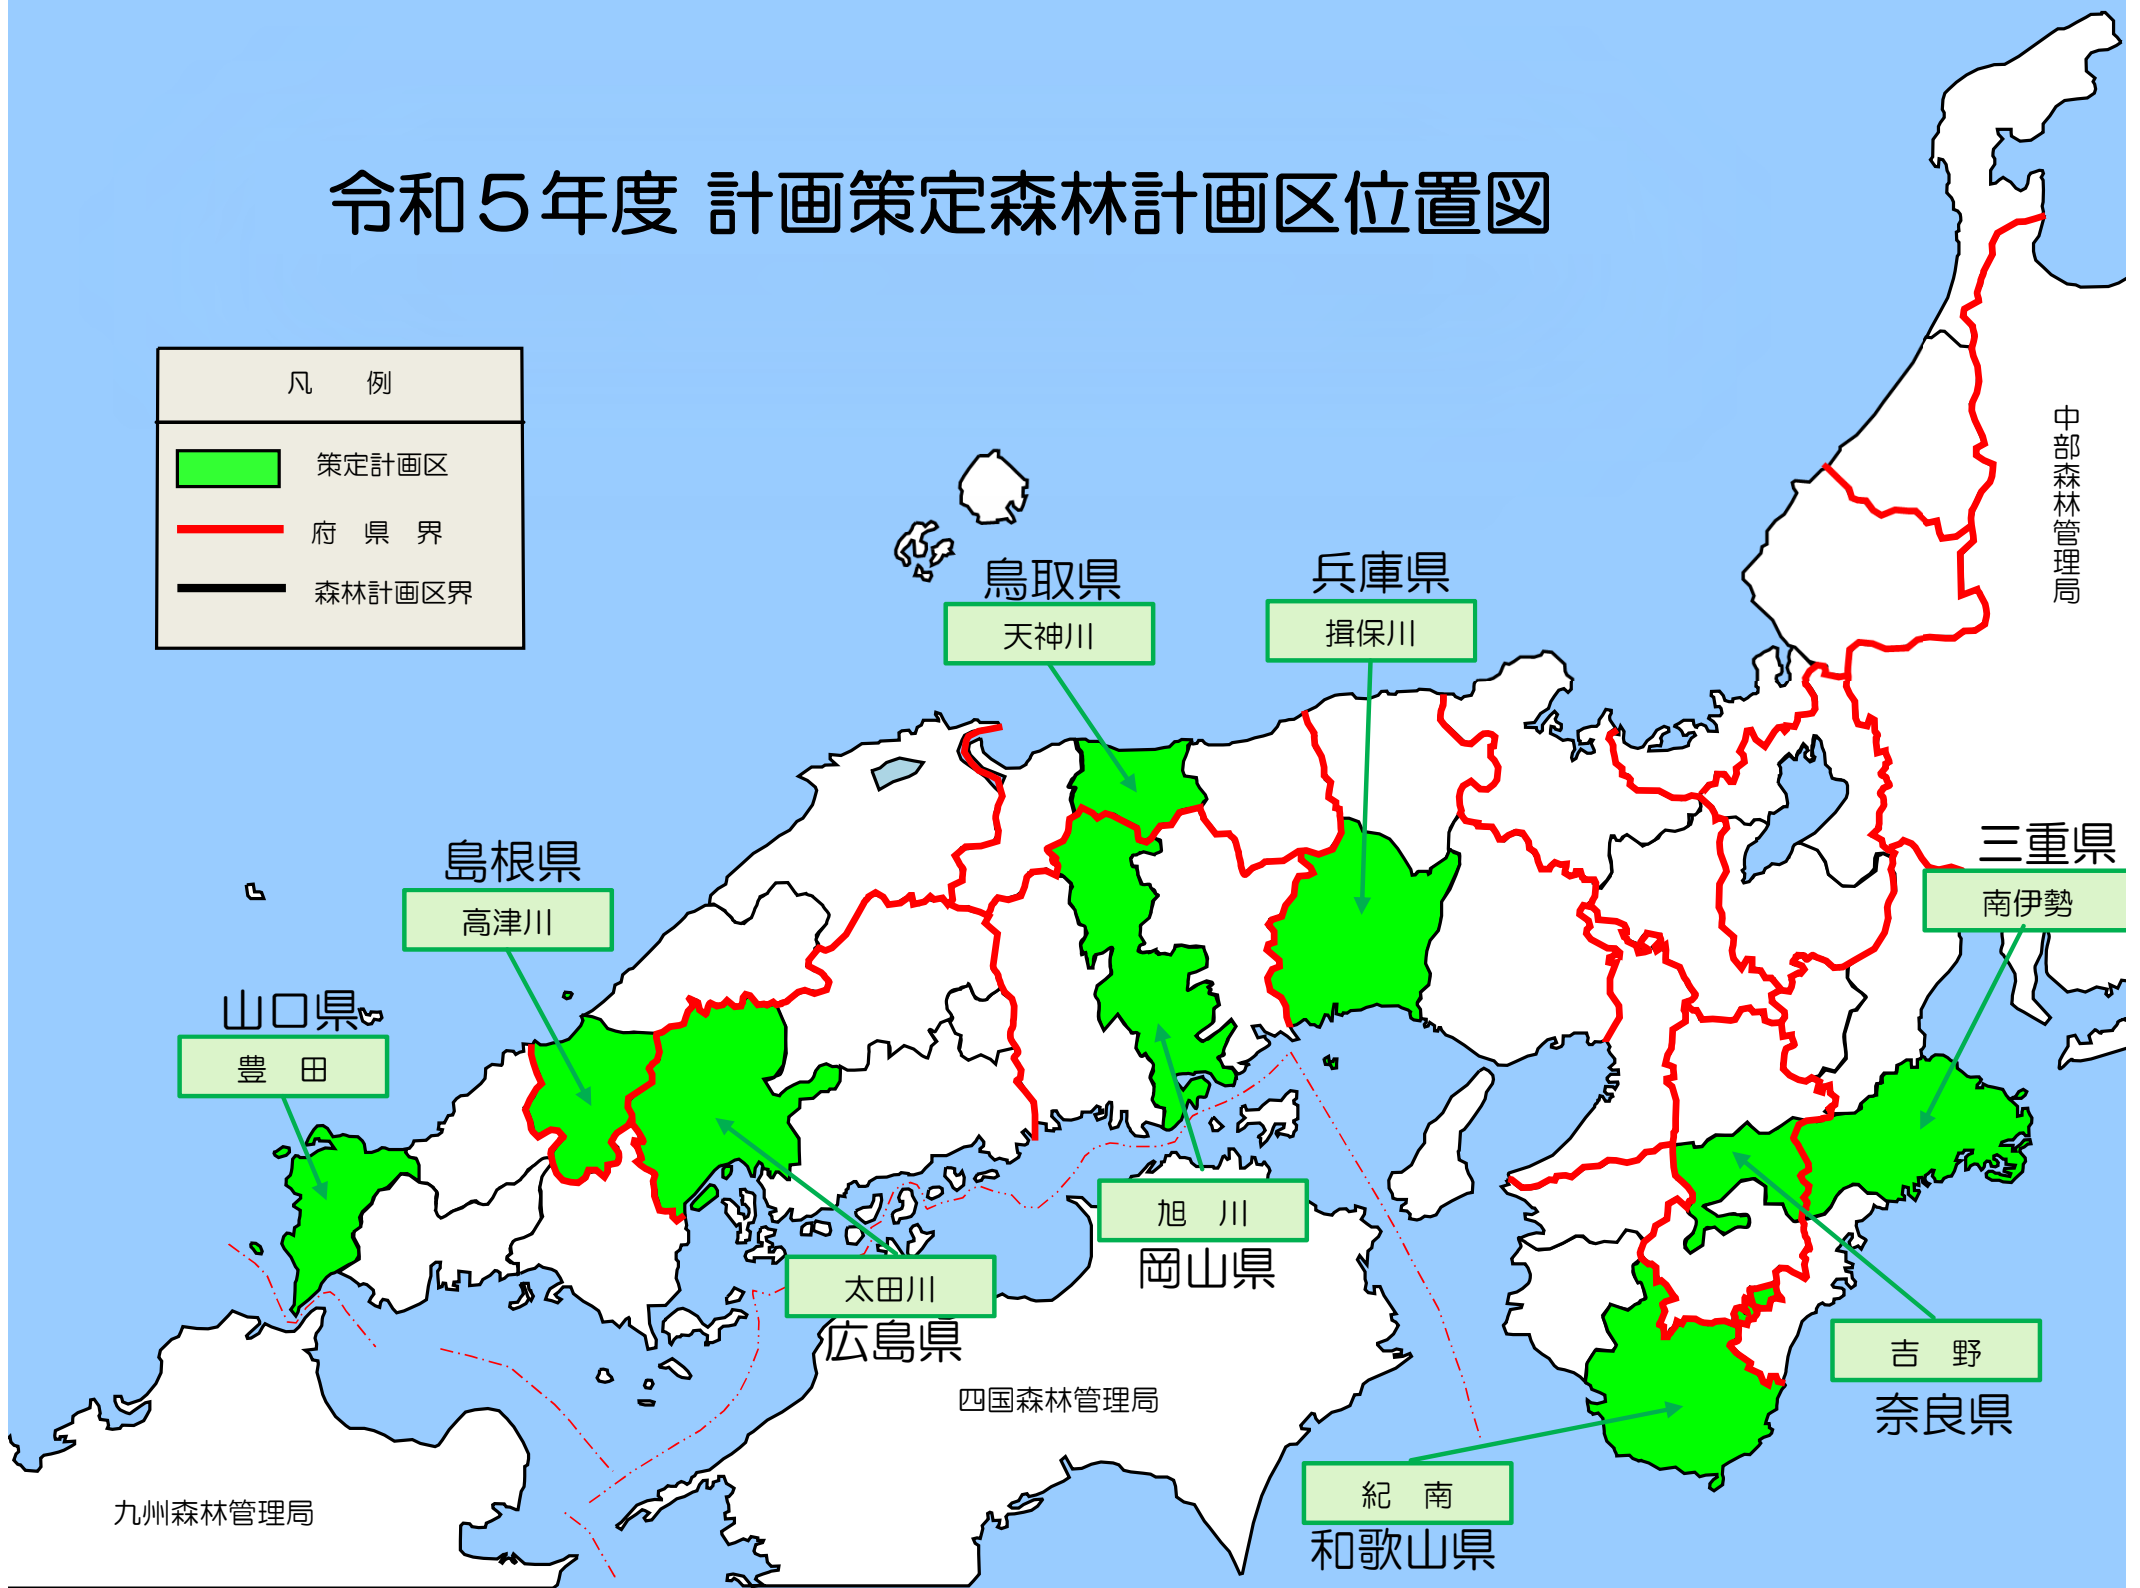 令和５年度 計画策定森林計画区位置図
凡　例
策定計画区
府　県　界
森林計画区界
中部森林管理局
鳥取県
天神川
兵庫県
揖保川
島根県
高津川
三重県
南伊勢
山口県
豊　田
旭　川
岡山県
太田川
広島県
吉　野
奈良県
四国森林管理局
紀　南
和歌山県
九州森林管理局